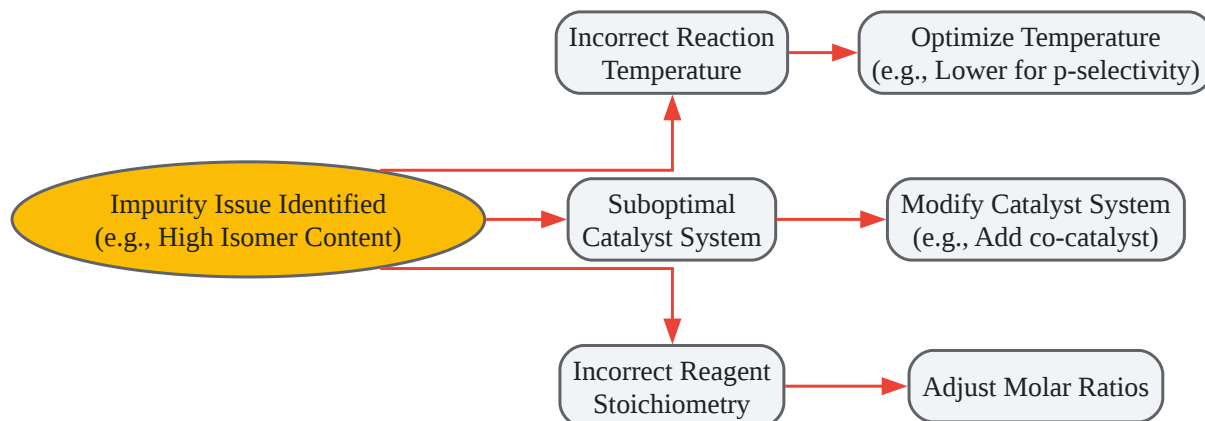 Incorrect Reaction
Temperature
Optimize Temperature
(e.g., Lower for p-selectivity)
Impurity Issue Identified
(e.g., High Isomer Content)
Suboptimal
Catalyst System
Modify Catalyst System
(e.g., Add co-catalyst)
Incorrect Reagent
Stoichiometry
Adjust Molar Ratios